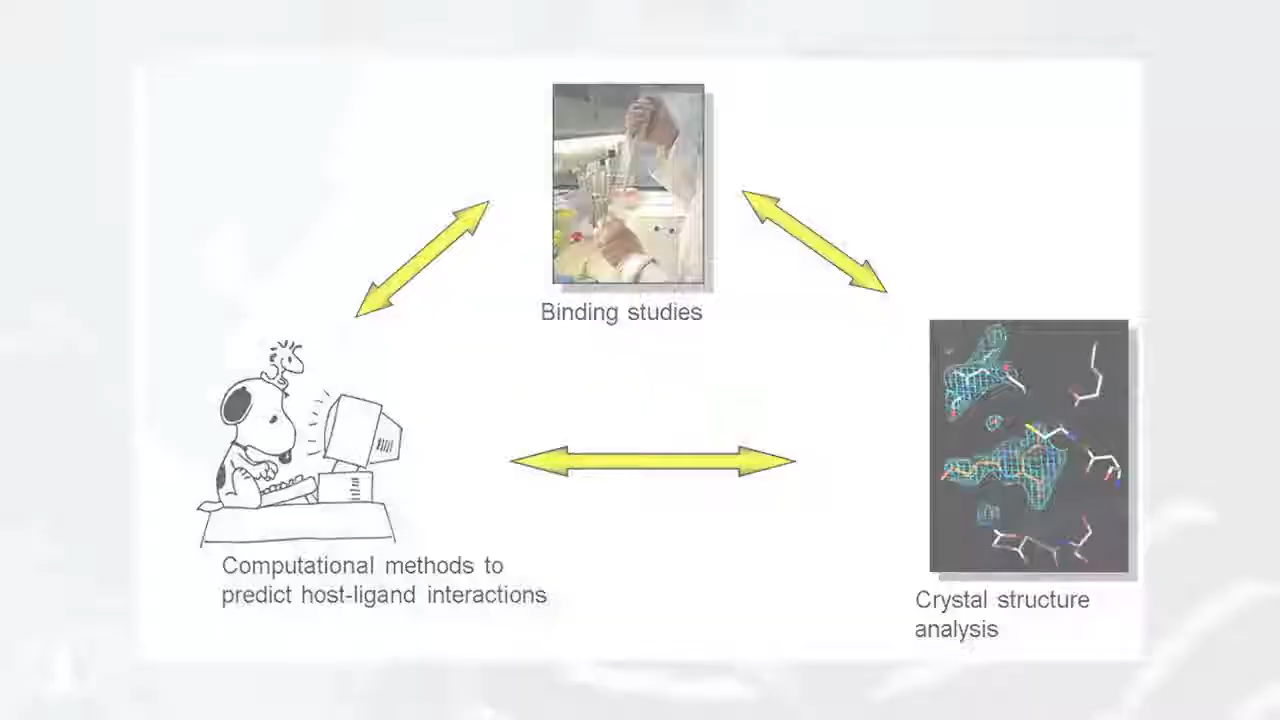 Binding studies
Computational methods to
predict host-ligand interactions
Crystal structure
analysis